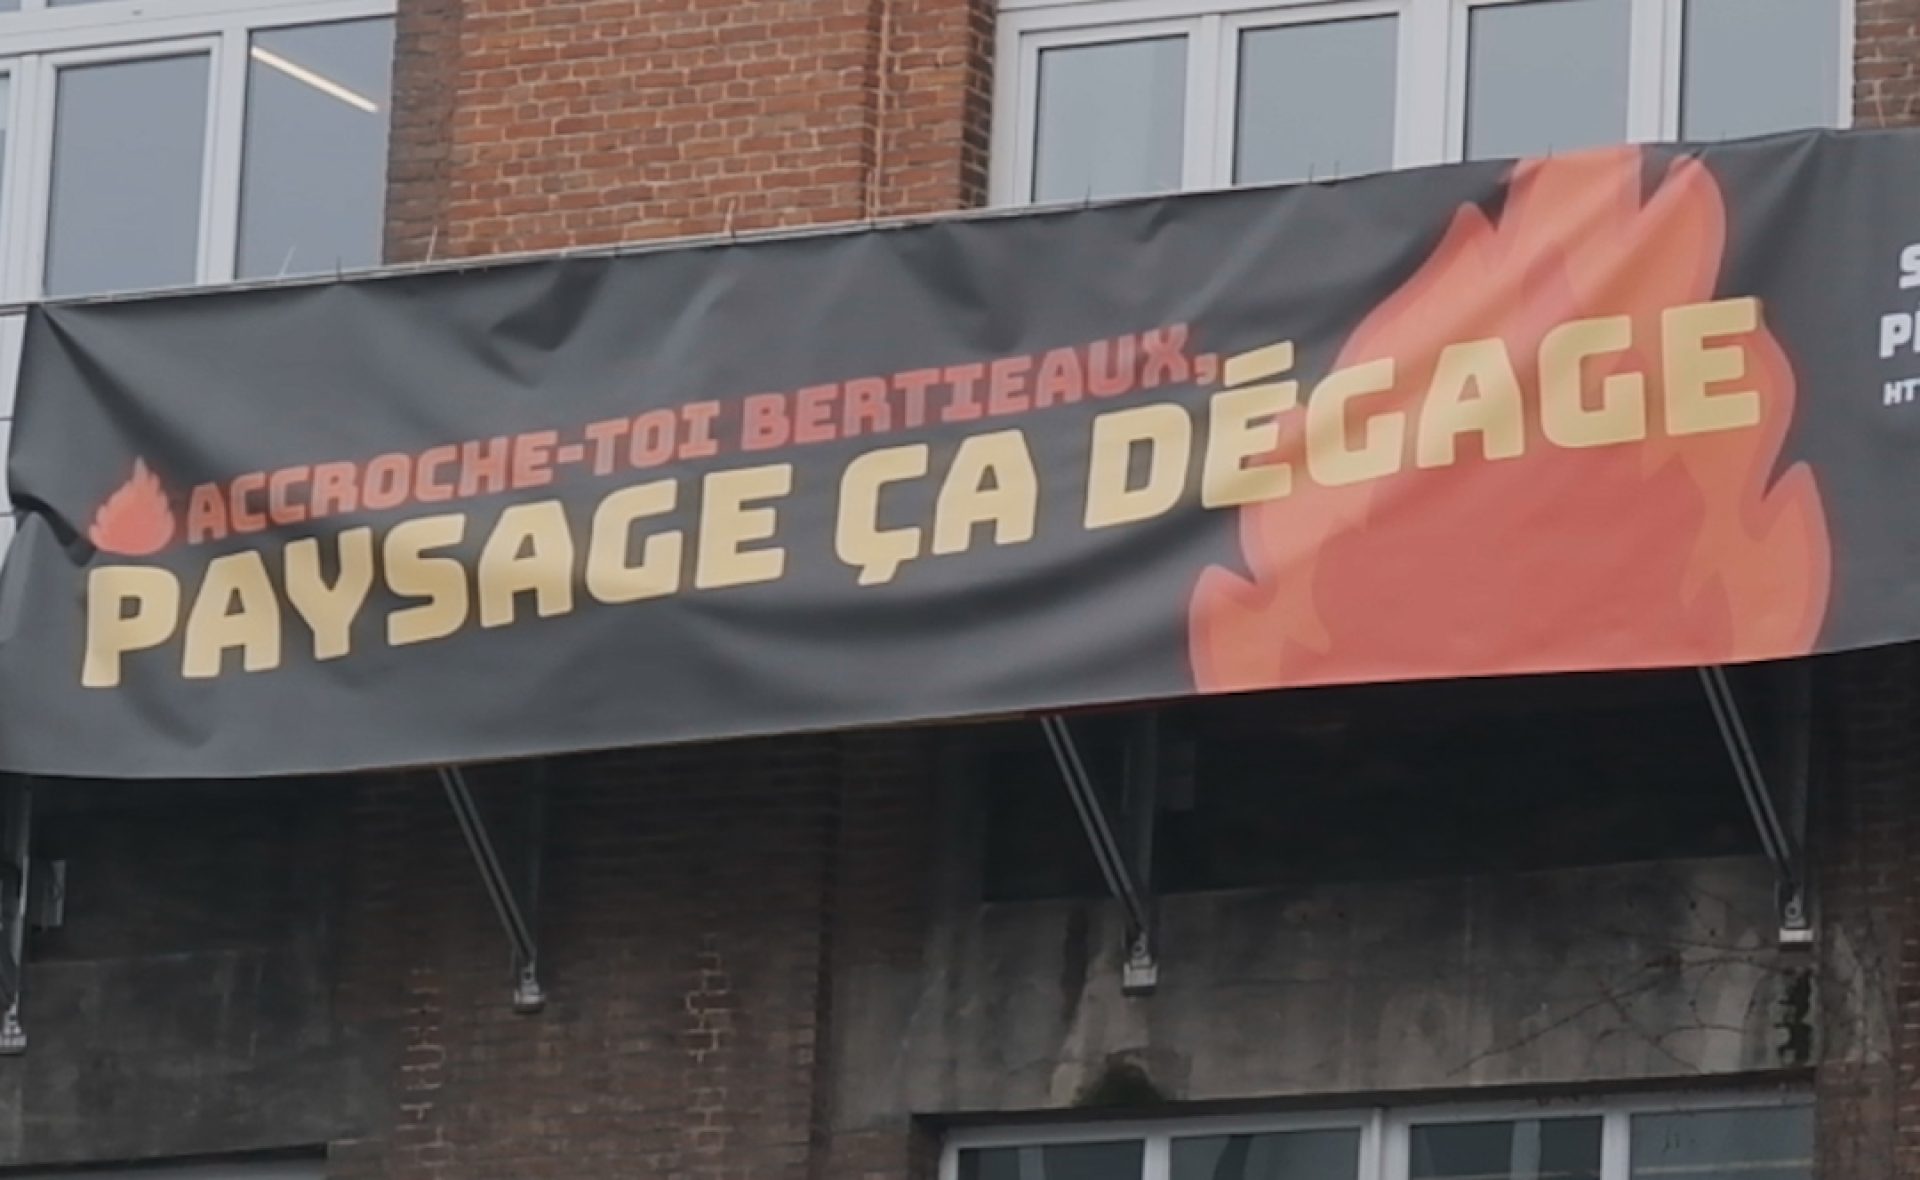 ACCROCHE-TOI BERTIEAUX,
PAYSAGE ÇA DÉGAGE